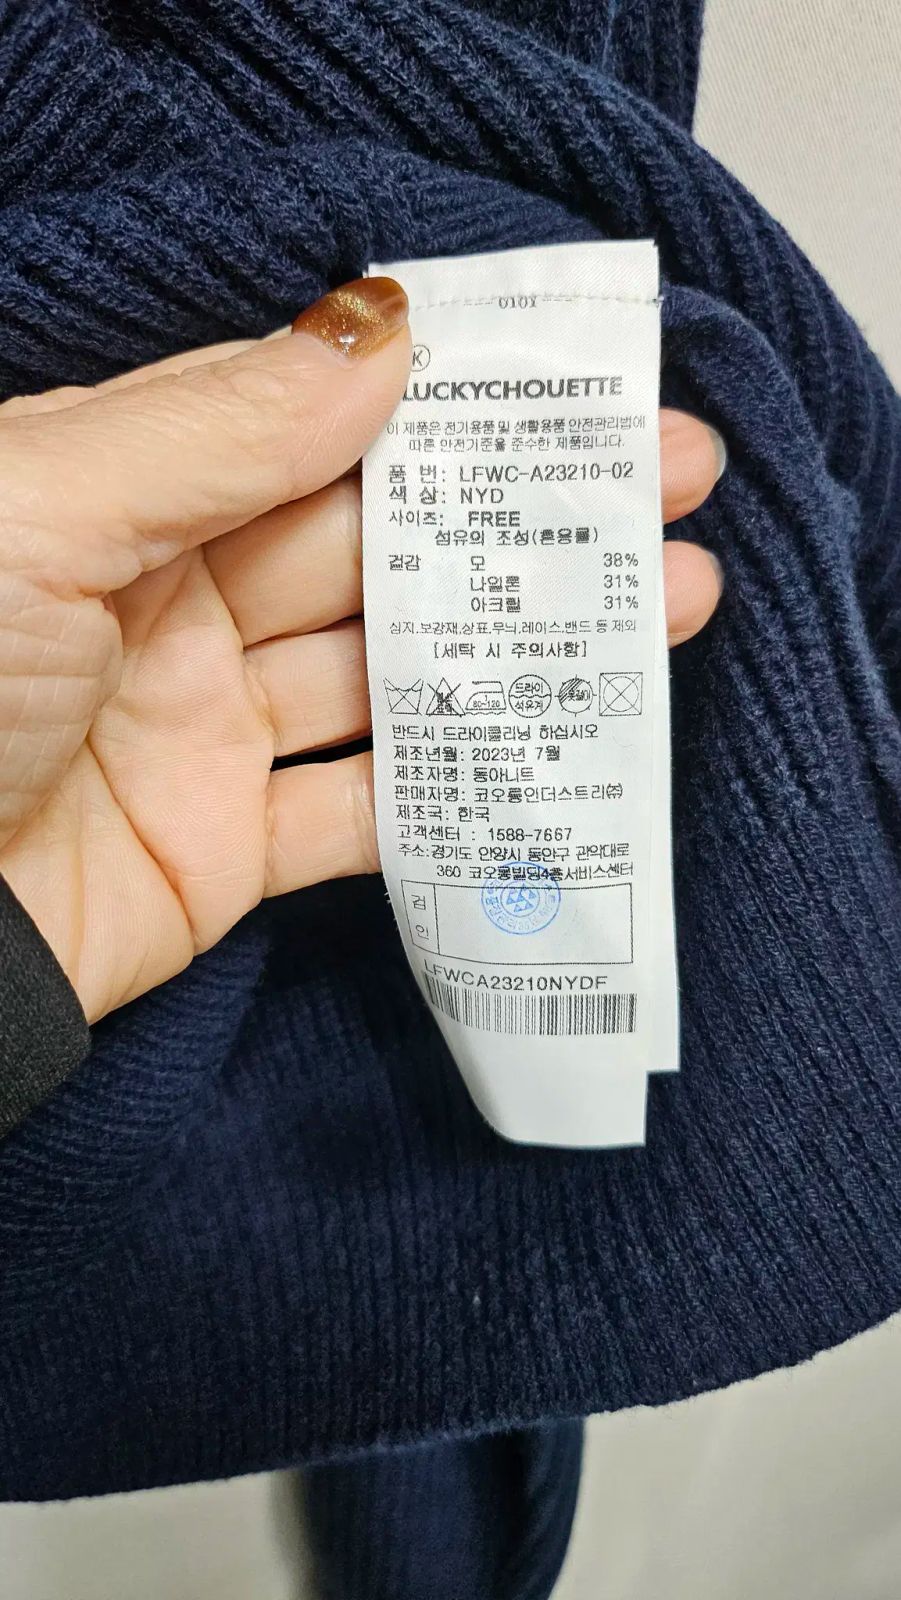 0101
K
LUCKYCHOUETTE
이 제품은 전기용품 및 생활용품 안전관리법에
따른 안전기준을 준수한 제품입니다.
품 번: LFWC-A23210-02
색 상: NYD
사이즈: FREE
섬유의 조성(혼용률)
겉감 모 38%
나일론 31%
아크릴 31%
심지,보강재,상표,무늬,레이스,밴드 등 제외
[세탁 시 주의사항]
80~120 드라이
석유계
반드시 드라이클리닝 하십시오
제조년월: 2023년 7월
제조자명: 동아니트
판매자명: 코오롱인더스트리㈜
제조국: 한국
고객센터 : 1588-7667
주소:경기도 안양시 동안구 관악대로
360 코오롱빌딩4층서비스센터
검
인
LFWCA23210NYDF